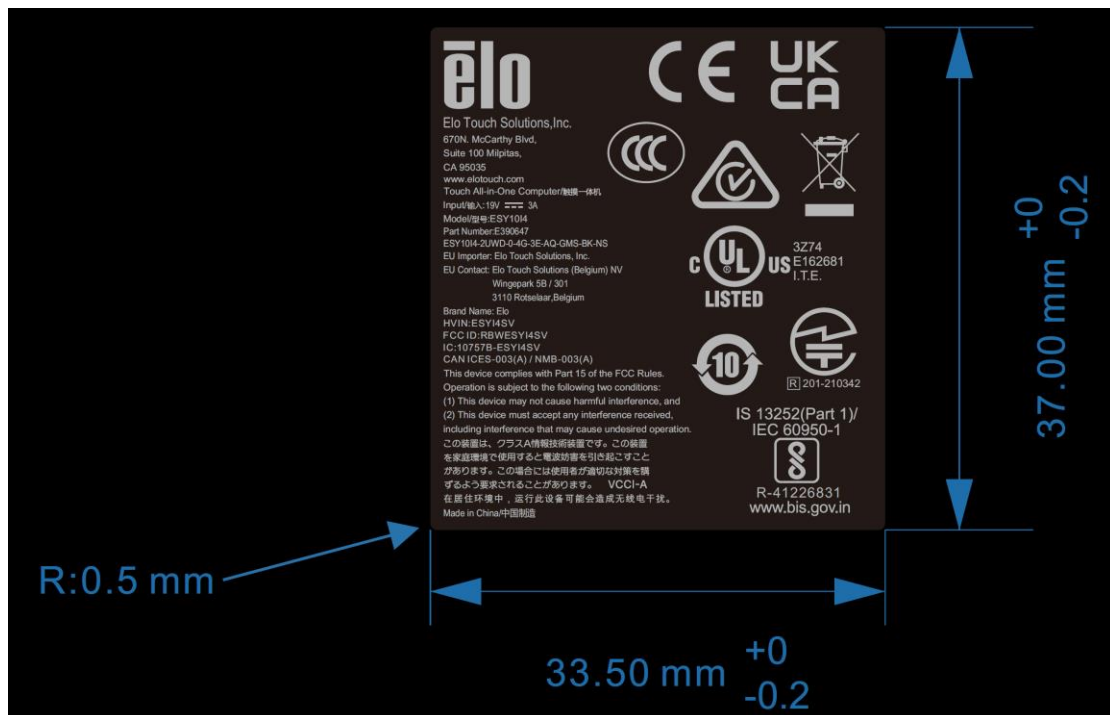 ēlo
CE
UK
CA
Elo Touch Solutions,Inc.
670N. McCarthy Blvd,
Suite 100 Milpitas,
CA 95035
www.elotouch.com
Touch All-in-One Computer/触摸一体机
Input/输入:19V 3A
Model/型号:ESY10I4
Part Number:E390647
ESY10I4-2UWD-0-4G-3E-AQ-GMS-BK-NS
EU Importer: Elo Touch Solutions, Inc.
EU Contact: Elo Touch Solutions (Belgium) NV
Wingepark 5B / 301
3110 Rotselaar,Belgium
Brand Name: Elo
HVIN:ESYI4SV
FCC ID:RBWESYI4SV
IC:10757B-ESYI4SV
CAN ICES-003(A) / NMB-003(A)
This device complies with Part 15 of the FCC Rules.
Operation is subject to the following two conditions:
(1) This device may not cause harmful interference, and
(2) This device must accept any interference received,
including interference that may cause undesired operation.
この装置は、クラスA情報技術装置です。この装置
を家庭環境で使用すると電波妨害を引き起こすこと
があります。この場合には使用者が適切な対策を購
ずるよう要求されることがあります。 VCCI-A
在居住环境中，运行此设备可能会造成无线电干扰。
Made in China/中国制造
CCC
C UL US
®
LISTED
3Z74
E162681
I.T.E.
10
R 201-210342
IS 13252(Part 1)/
IEC 60950-1
R-41226831
www.bis.gov.in
37.00 mm +0 -0.2
R:0.5 mm
33.50 mm +0 -0.2